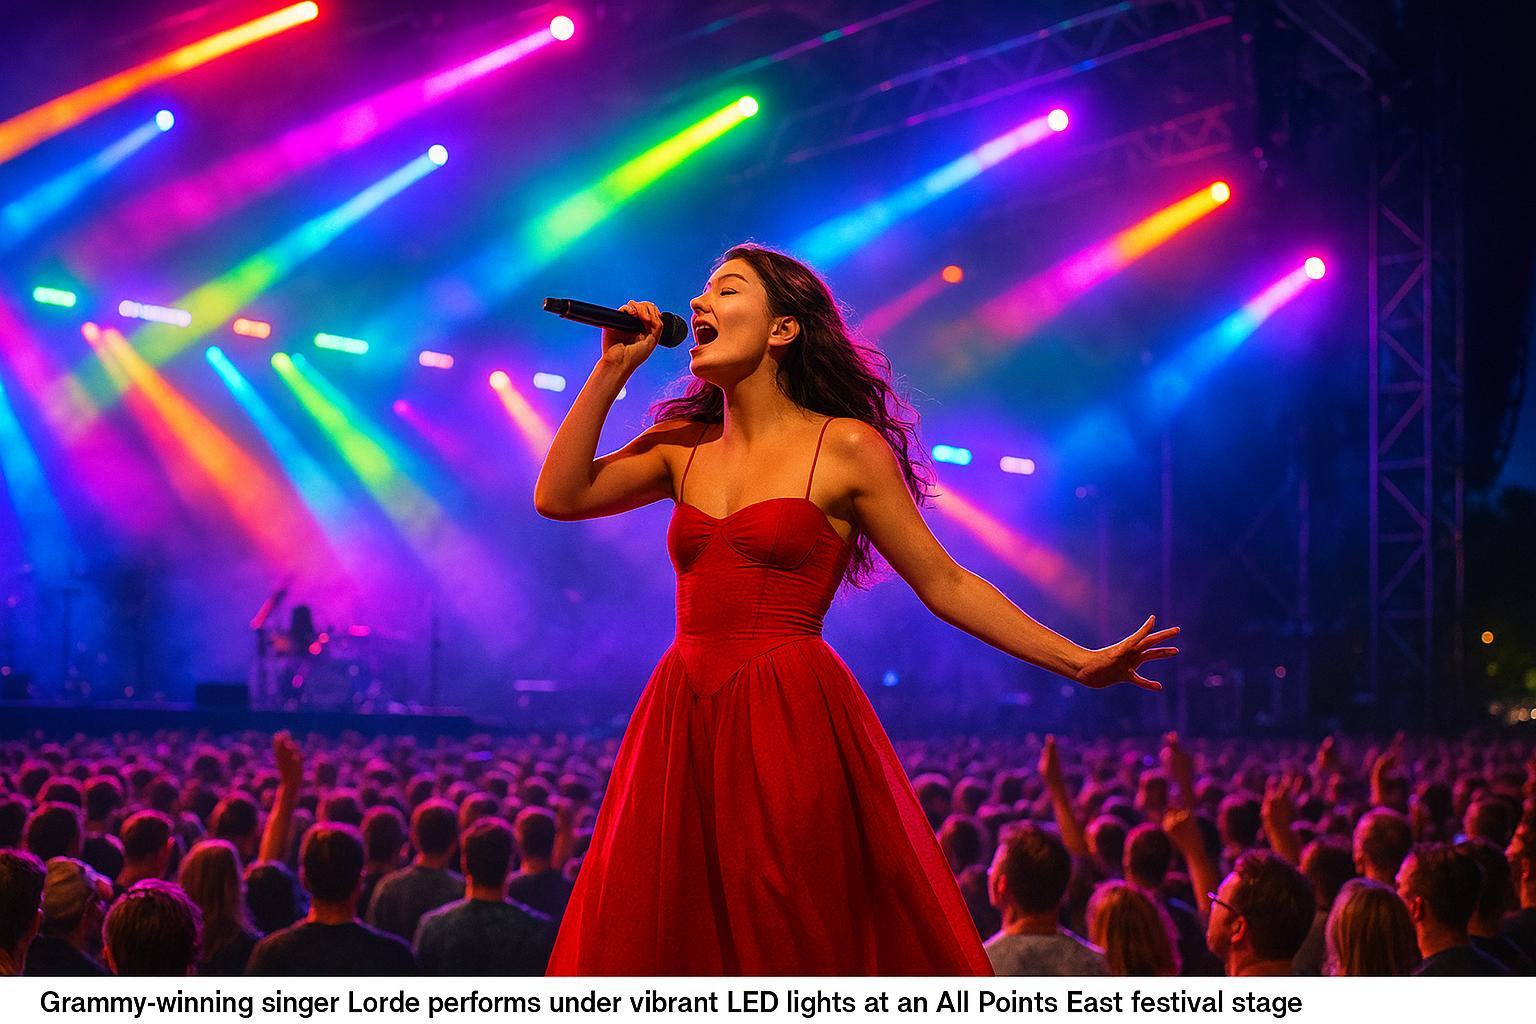 Grammy-winning singer Lorde performs under vibrant LED lights at an All Points East festival stage